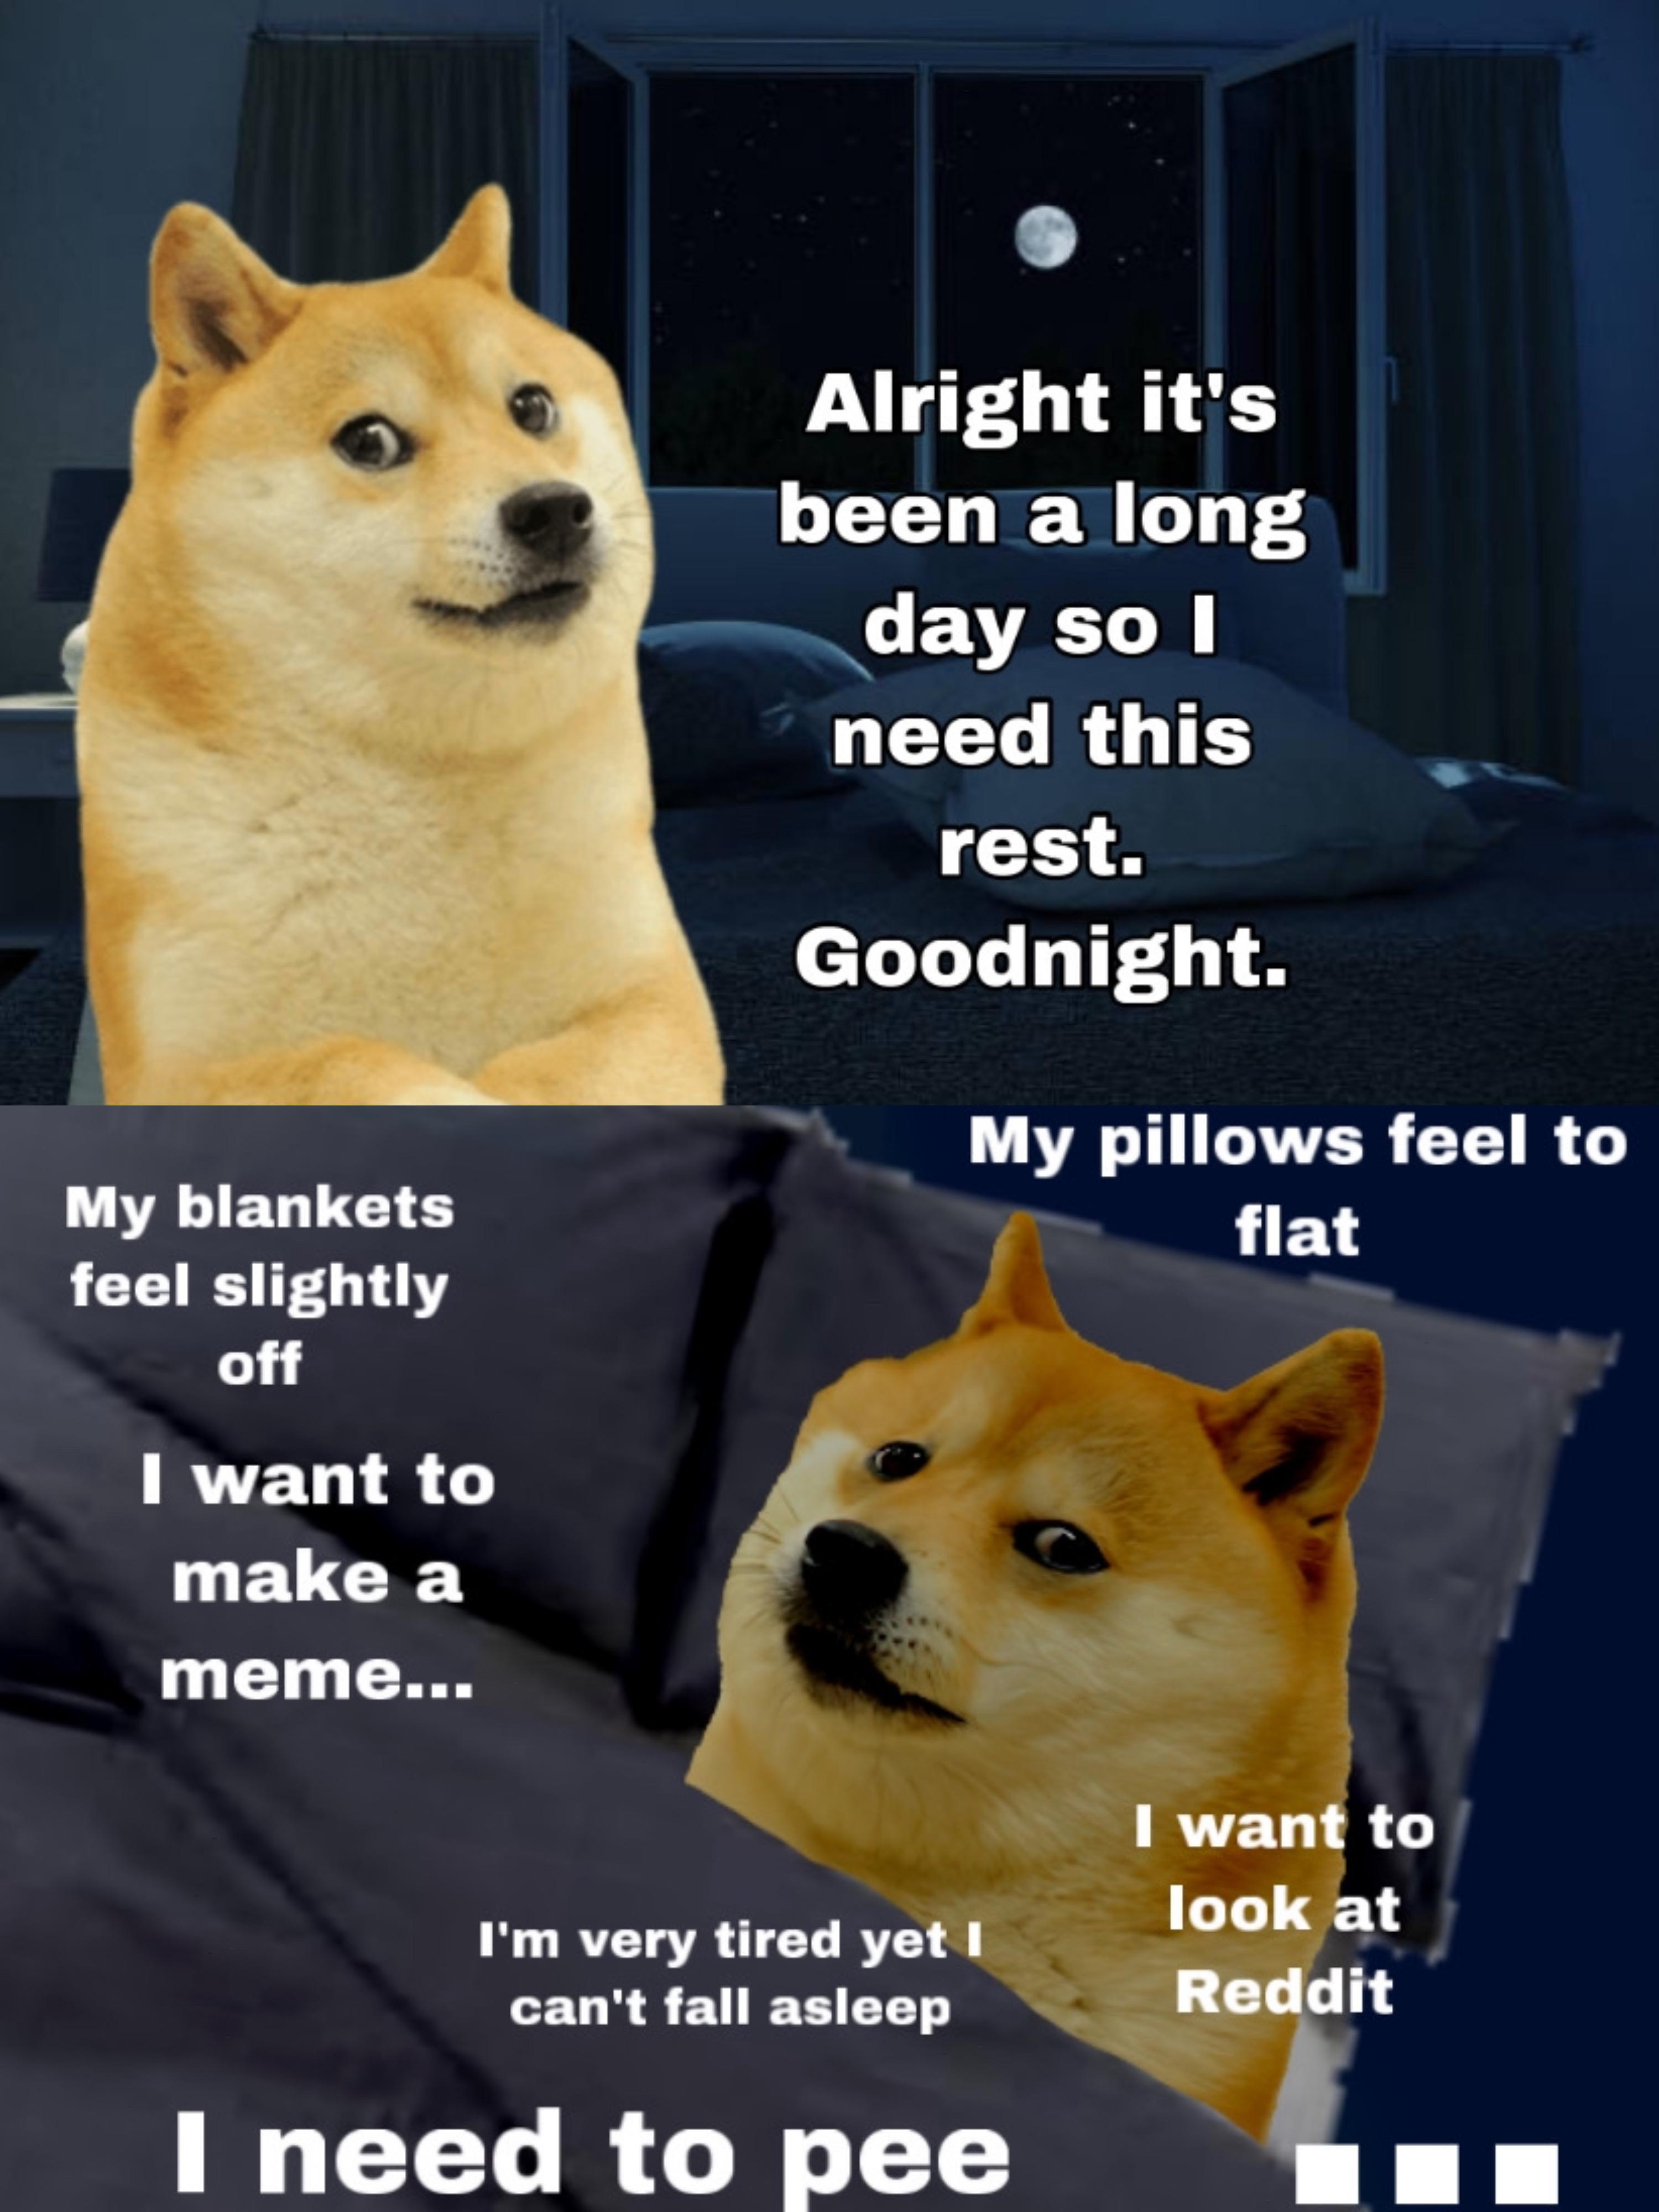 Alright it's
been a long
day so I
need this
rest.
Goodnight.
My pillows feel to
flat
My blankets
feel slightly
off
I want to
make a
meme...
I want to
look at
Reddit
I'm very tired yet I
can't fall asleep
I need to pee ...